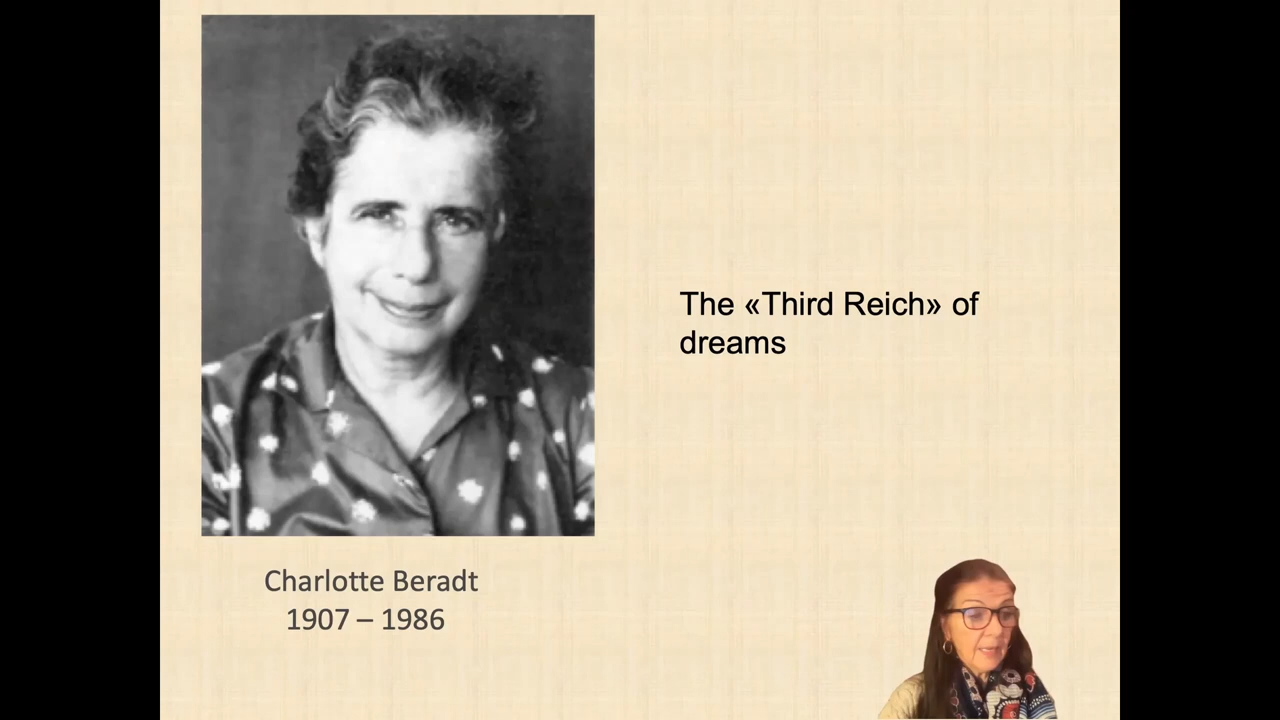 The «Third Reich» of
dreams
Charlotte Beradt
1907 – 1986